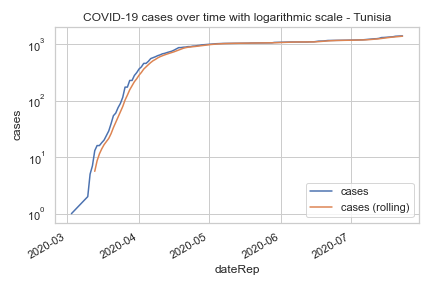 COVID-19 cases over time with logarithmic scale - Tunisia
cases
10³
10²
10¹
10⁰
2020-03
2020-04
2020-05
2020-06
2020-07
dateRep
cases
cases (rolling)